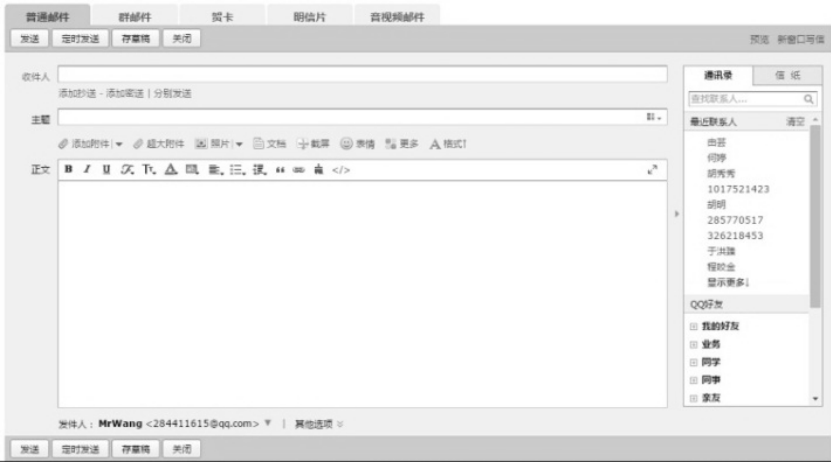 普通邮件 群邮件 贺卡 明信片 音视频邮件
发送 定时发送 存草稿 关闭 预览 新窗口写信
收件人
添加抄送 - 添加密送 | 分别发送
主题
添加附件 | 超大附件 照片 | 文档 截屏 表情 更多 A 格式↑
正文 B I U </>
通讯录 信 纸
查找联系人...
最近联系人 清空
由芸
何婷
胡秀秀
1017521423
胡明
285770517
326218453
显示更多↓
QQ好友
我的好友
业务
同学
同事
亲友
发件人：MrWang <284411615@qq.com> | 其他选项
发送 定时发送 存草稿 关闭